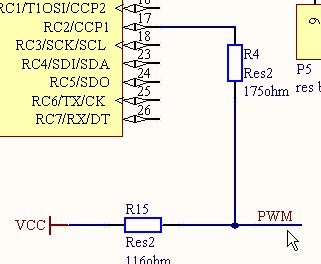 RC1/T1OSI/CCP2
RC2/CCP1 17
RC3/SCK/SCL 18
RC4/SDI/SDA 23
RC5/SDO 24
RC6/TX/CK 25
RC7/RX/DT 26
R4
Res2
175ohm
P5
res b
R15
VCC
PWM
Res2
116ohm